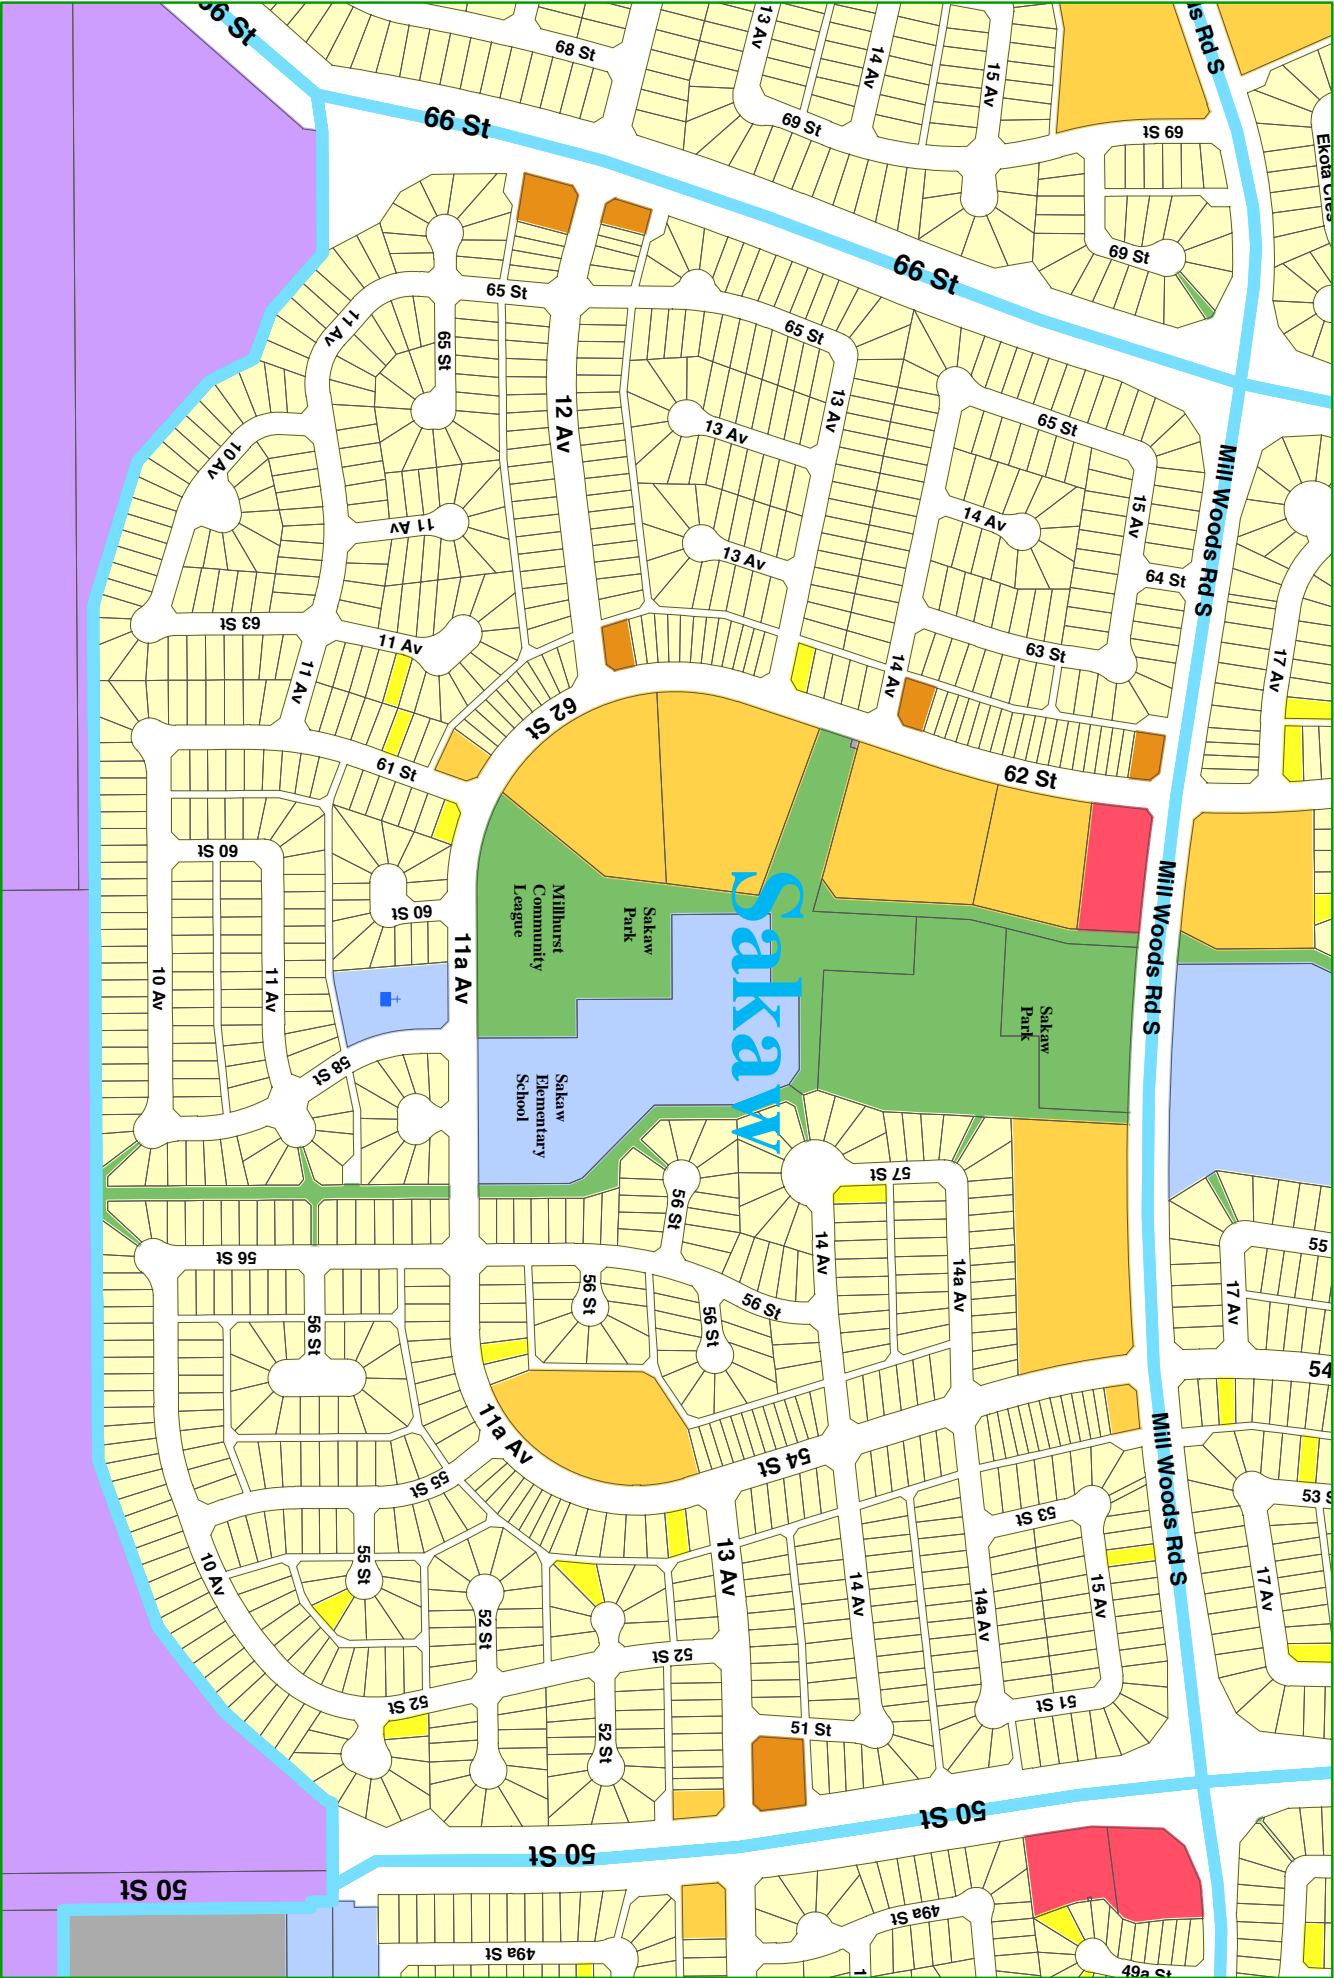 66 St
68 St
13 Av
14 Av
15 Av
ds Rd S
66 St
69 St
69 St
Ekota Cres
69 St
66 St
65 St
11 Av
65 St
65 St
12 Av
13 Av
13 Av
65 St
10 Av
Mill Woods Rd S
11 Av
14 Av
15 Av
13 Av
64 St
63 St
11 Av
63 St
11 Av
14 Av
17 Av
62 St
61 St
62 St
60 St
60 St
Millhurst
Community
League
Sakaw
Park
Sakaw
Mill Woods Rd S
11a Av
10 Av
11 Av
Sakaw
Park
58 St
Sakaw
Elementary
School
57 St
56 St
14 Av
14a Av
56 St
55
17 Av
56 St
56 St
56 St
56 St
54
11a Av
54 St
Mill Woods Rd S
55 St
53 S
53 St
10 Av
55 St
13 Av
14 Av
14a Av
15 Av
17 Av
52 St
52 St
52 St
51 St
52 St
51 St
50 St
50 St
50 St
49a St
49a St
1
49a St